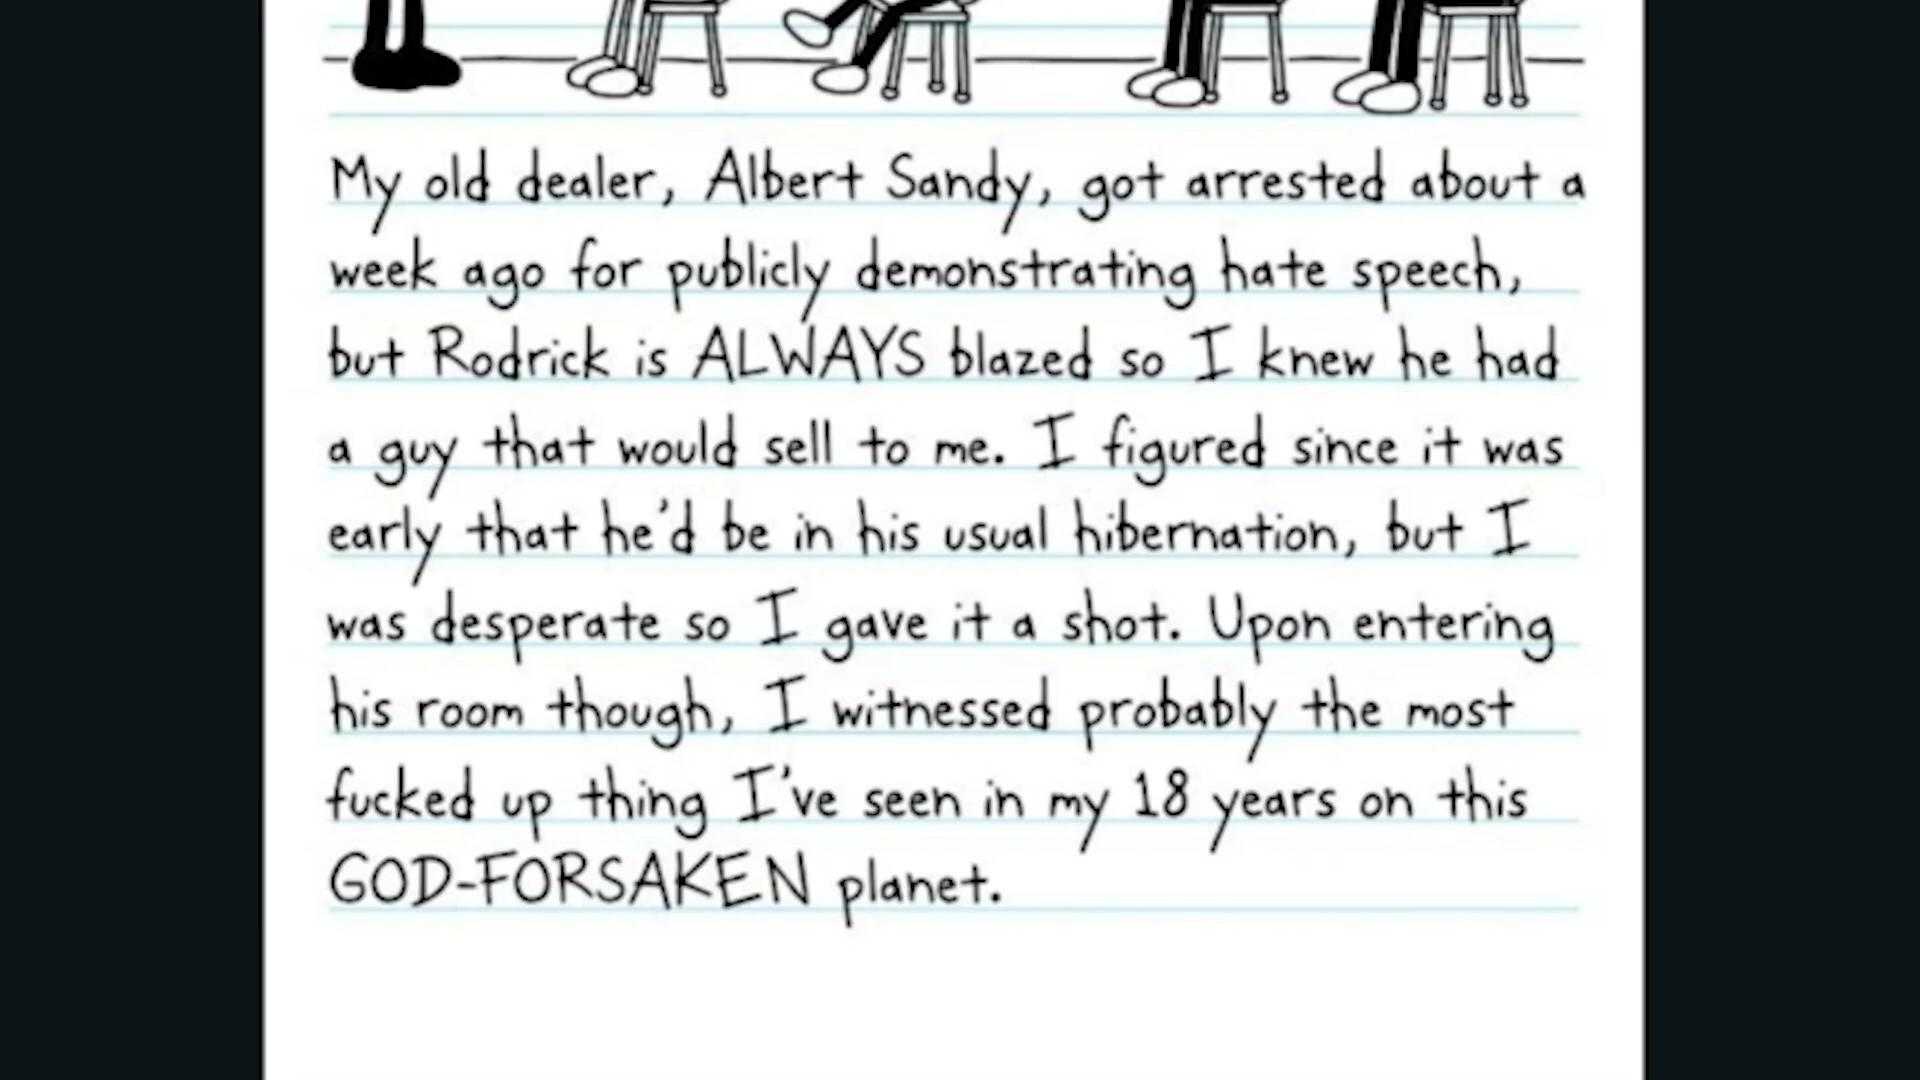 My old dealer, Albert Sandy, got arrested about a
week ago for publicly demonstrating hate speech,
but Rodrick is ALWAYS blazed so I knew he had
a guy that would sell to me. I figured since it was
early that he'd be in his usual hibernation, but I
was desperate so I gave it a shot. Upon entering
his room though, I witnessed probably the most
fucked up thing I've seen in my 18 years on this
GOD-FORSAKEN planet.